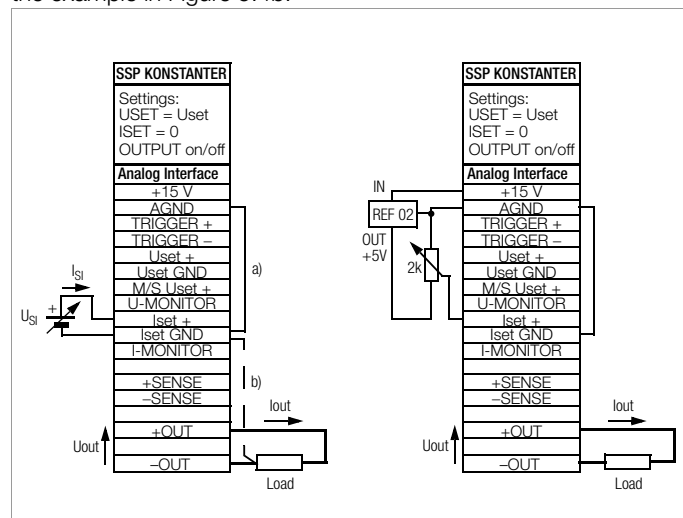 the example in Figure 5.4b.
SSP KONSTANTER
Settings:
USET = Uset
ISET = 0
OUTPUT on/off
Analog Interface
+15 V
AGND
TRIGGER +
TRIGGER –
Uset +
Uset GND
M/S Uset +
U-MONITOR
Iset +
Iset GND
I-MONITOR
+SENSE
–SENSE
+OUT
–OUT
ISI
USI
+
a)
b)
Iout
Uout
Load
SSP KONSTANTER
Settings:
USET = Uset
ISET = 0
OUTPUT on/off
Analog Interface
+15 V
AGND
TRIGGER +
TRIGGER –
Uset +
Uset GND
M/S Uset +
U-MONITOR
Iset +
Iset GND
I-MONITOR
+SENSE
–SENSE
+OUT
–OUT
IN
REF 02
OUT
+5V
2k
Iout
Uout
Load